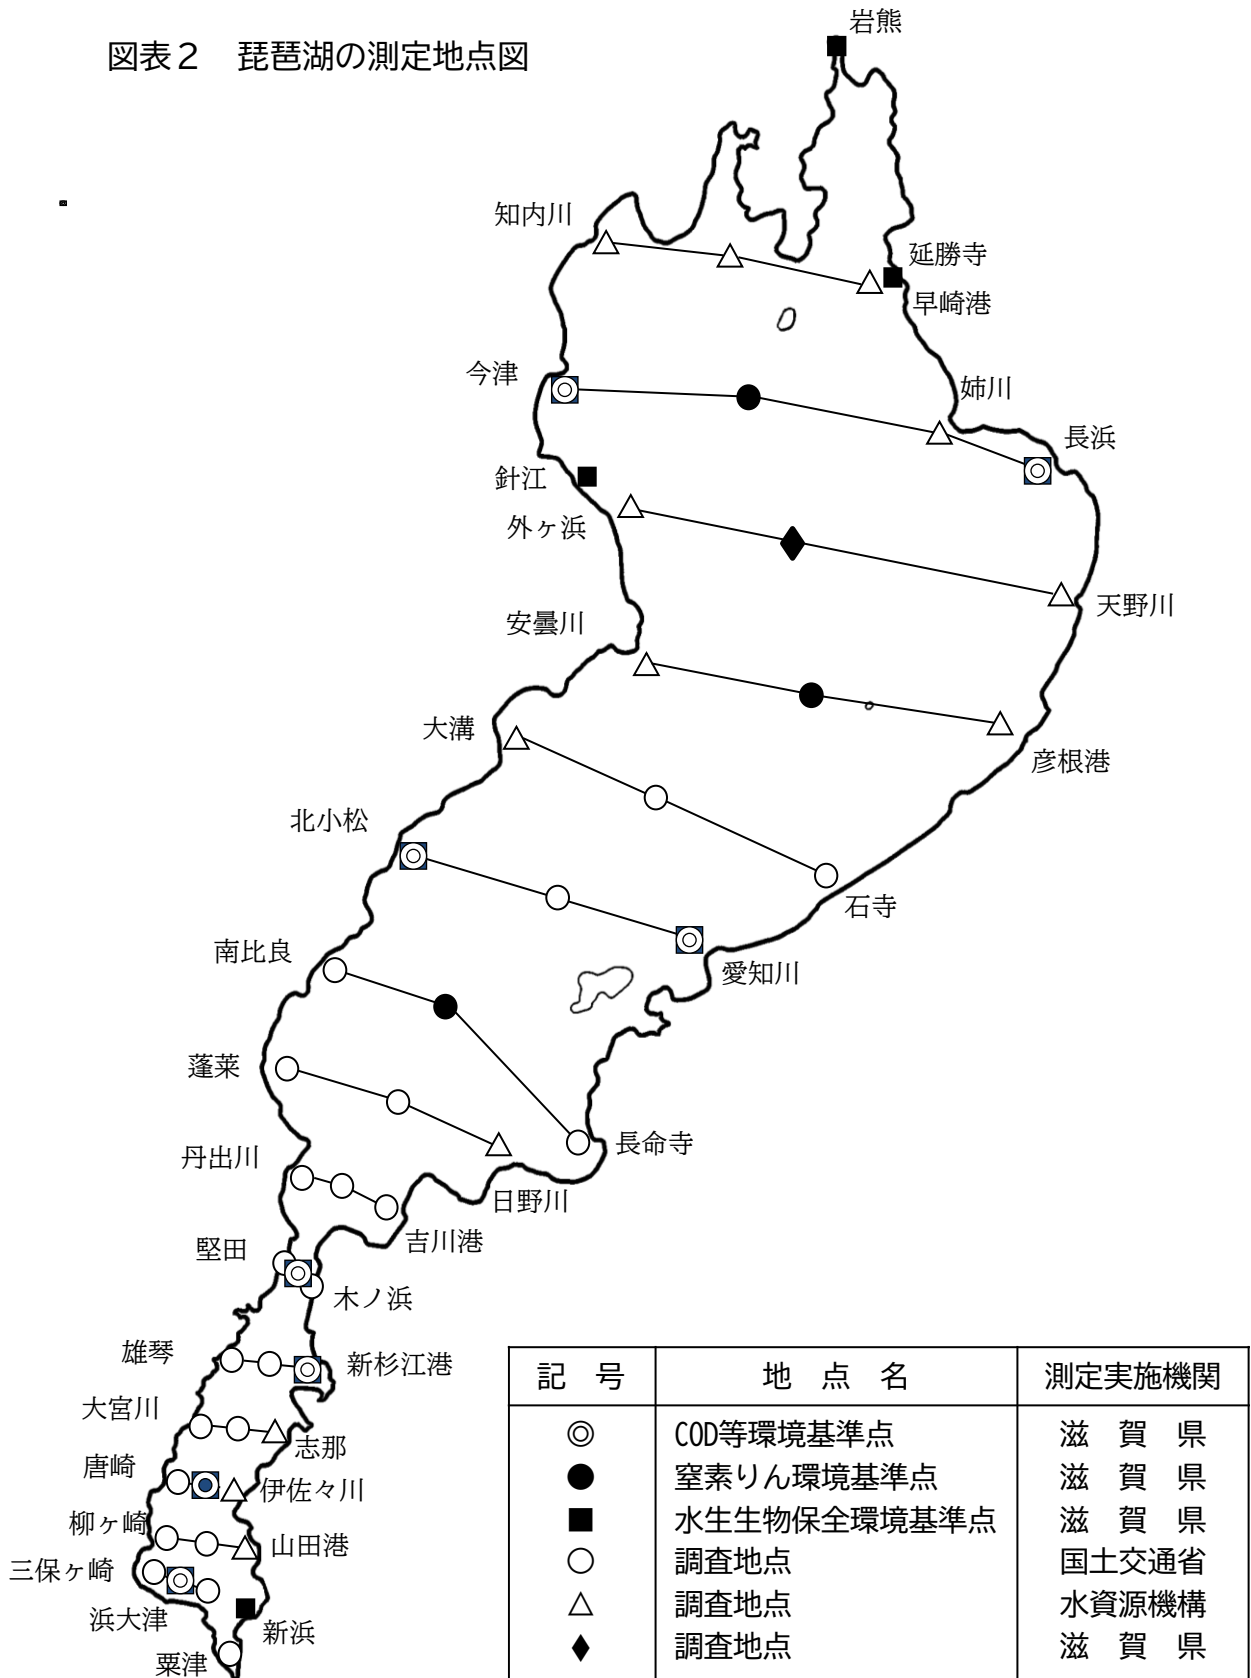 図表２　琵琶湖の測定地点図
岩熊
知内川
延勝寺
早崎港
今津
姉川
長浜
針江
外ヶ浜
天野川
安曇川
大溝
彦根港
北小松
石寺
南比良
愛知川
蓬莱
長命寺
丹出川
日野川
吉川港
堅田
木ノ浜
雄琴
新杉江港
大宮川
志那
唐崎
伊佐々川
柳ヶ崎
山田港
三保ヶ崎
浜大津
新浜
粟津
記　号　地　点　名　測定実施機関
◎　COD等環境基準点　滋　賀　県
●　窒素りん環境基準点　滋　賀　県
■　水生生物保全環境基準点　滋　賀　県
○　調査地点　国土交通省
△　調査地点　水資源機構
♦　調査地点　滋　賀　県